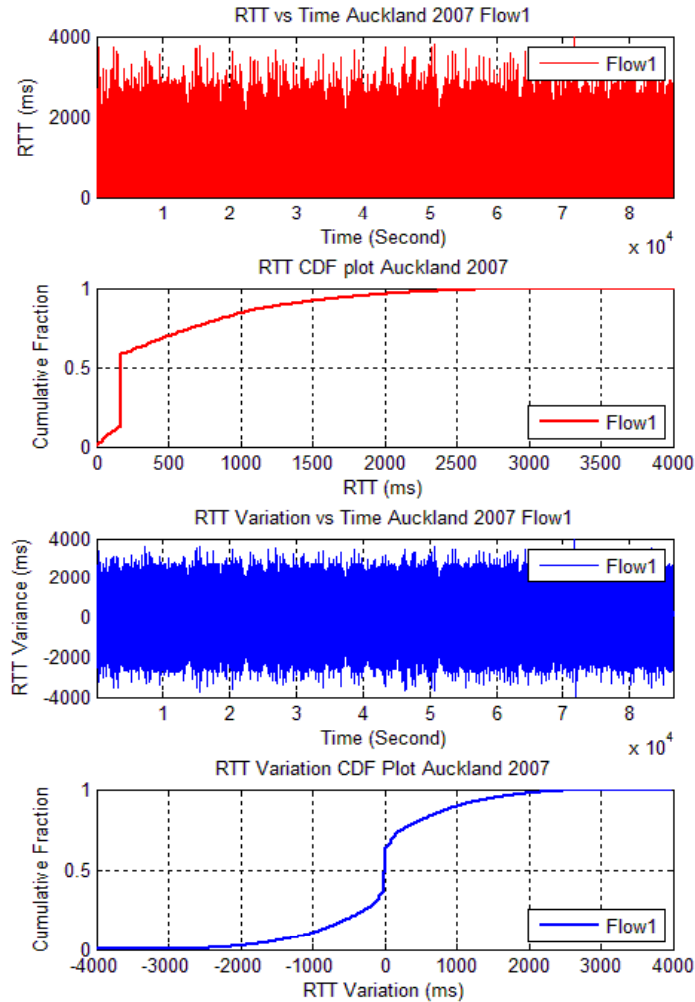 RTT vs Time Auckland 2007 Flow1
4000
2000
0
RTT (ms)
Flow1
1 2 3 4 5 6 7 8
Time (Second)
x 10^4
RTT CDF plot Auckland 2007
1
0.5
0
Cumulative Fraction
Flow1
0 500 1000 1500 2000 2500 3000 3500 4000
RTT (ms)
RTT Variation vs Time Auckland 2007 Flow1
4000
2000
0
-2000
-4000
RTT Variance (ms)
Flow1
1 2 3 4 5 6 7 8
Time (Second)
x 10^4
RTT Variation CDF Plot Auckland 2007
1
0.5
0
Cumulative Fraction
Flow1
-4000 -3000 -2000 -1000 0 1000 2000 3000 4000
RTT Variation (ms)